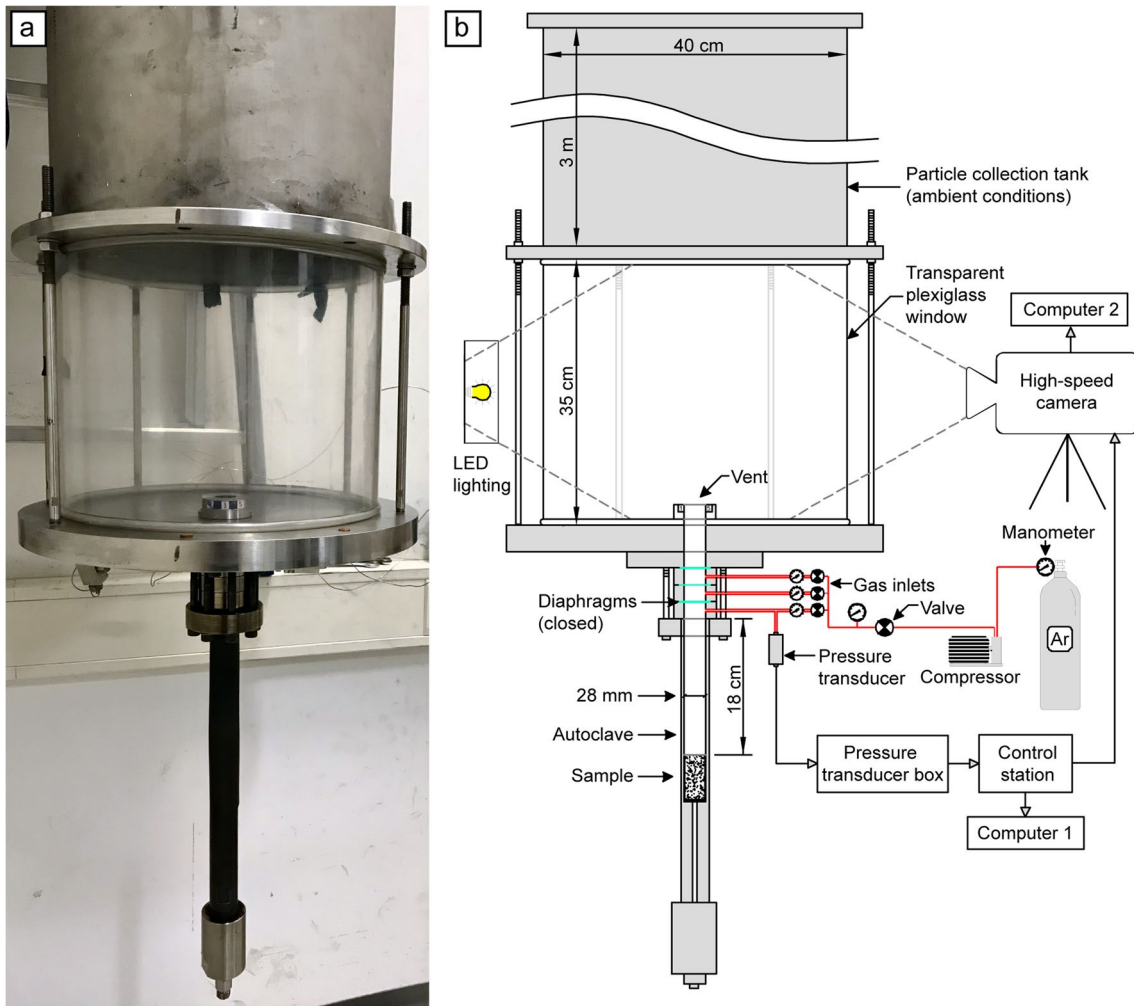 a
b
40 cm
3 m
Particle collection tank
(ambient conditions)
Transparent
plexiglass
window
Computer 2
High-speed
camera
35 cm
LED
lighting
Vent
Manometer
Gas inlets
Diaphragms
(closed)
Valve
Ar
Pressure
transducer
Compressor
28 mm
18 cm
Autoclave
Sample
Pressure
transducer box
Control
station
Computer 1